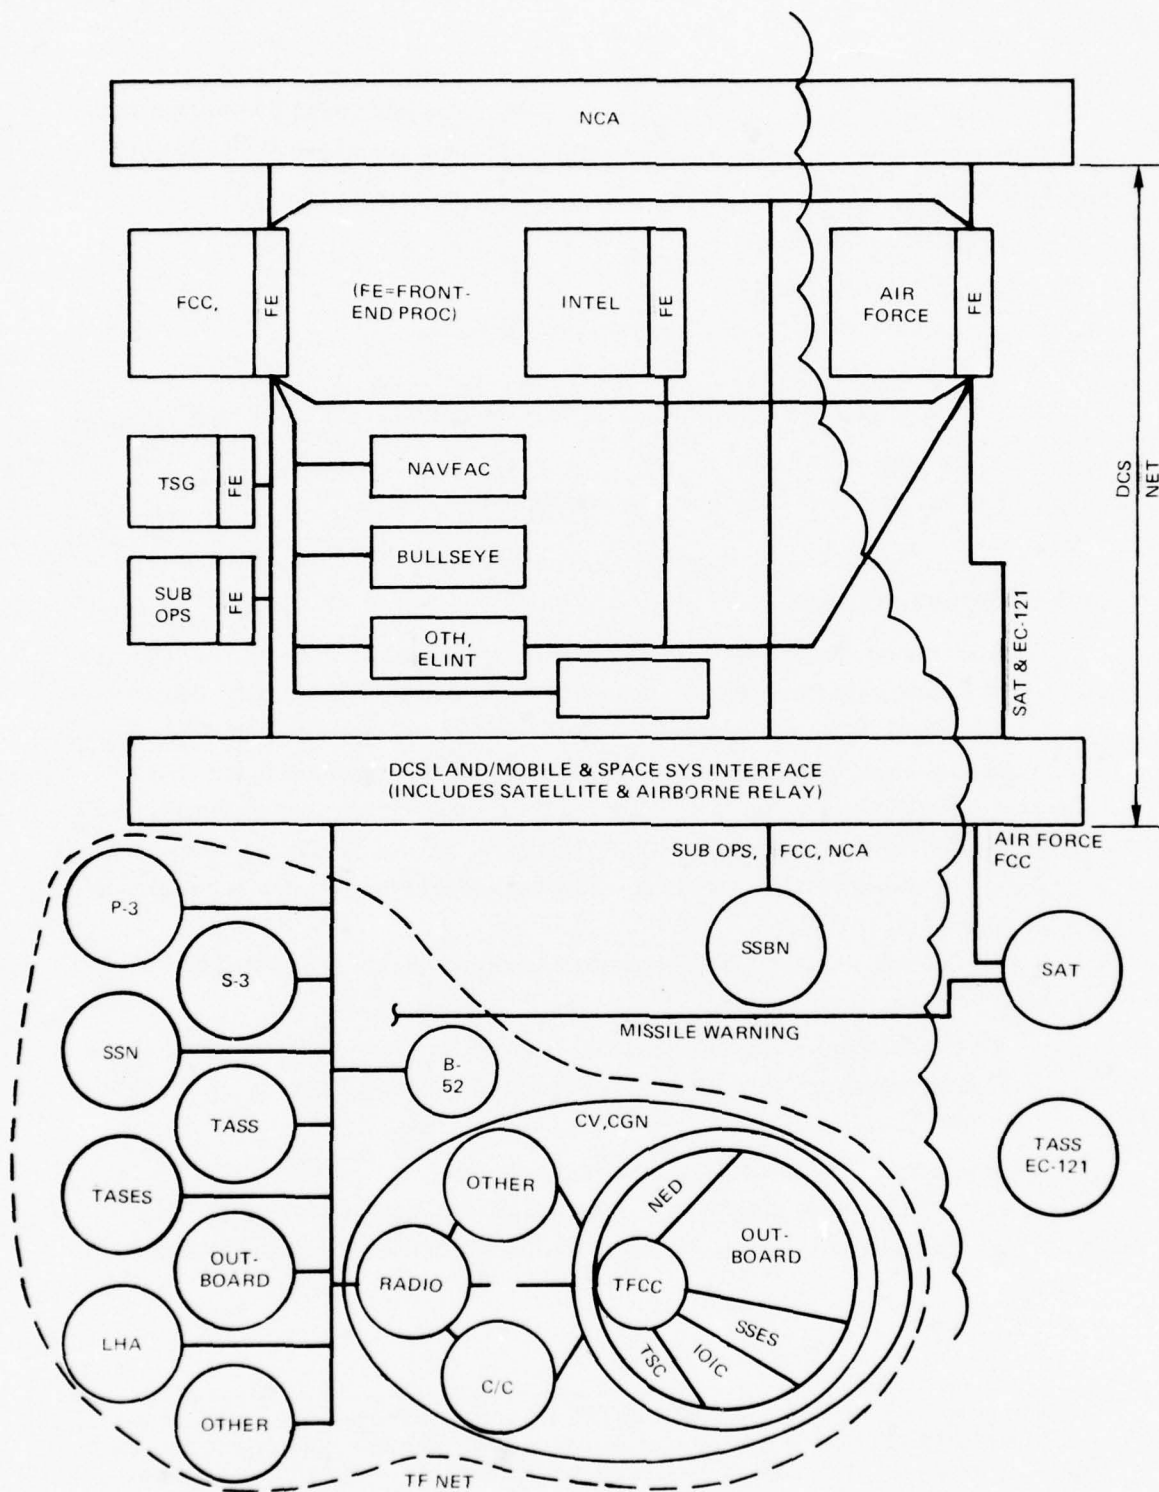 NCA
FCC,
FE
(FE=FRONT-
END PROC)
INTEL
FE
AIR
FORCE
FE
TSG
FE
NAVFAC
DCS
NET
BULLSEYE
SUB
OPS
FE
OTH,
ELINT
SAT & EC-121
DCS LAND/MOBILE & SPACE SYS INTERFACE
(INCLUDES SATELLITE & AIRBORNE RELAY)
SUB OPS, FCC, NCA
AIR FORCE
FCC
P-3
S-3
SSBN
SAT
MISSILE WARNING
SSN
B-
52
TASS
CV,CGN
TASS
EC-121
TASES
OTHER
NED
OUT-
BOARD
OUT-
BOARD
RADIO
TFCC
SSES
IOIC
TSC
LHA
C/C
OTHER
TF NET